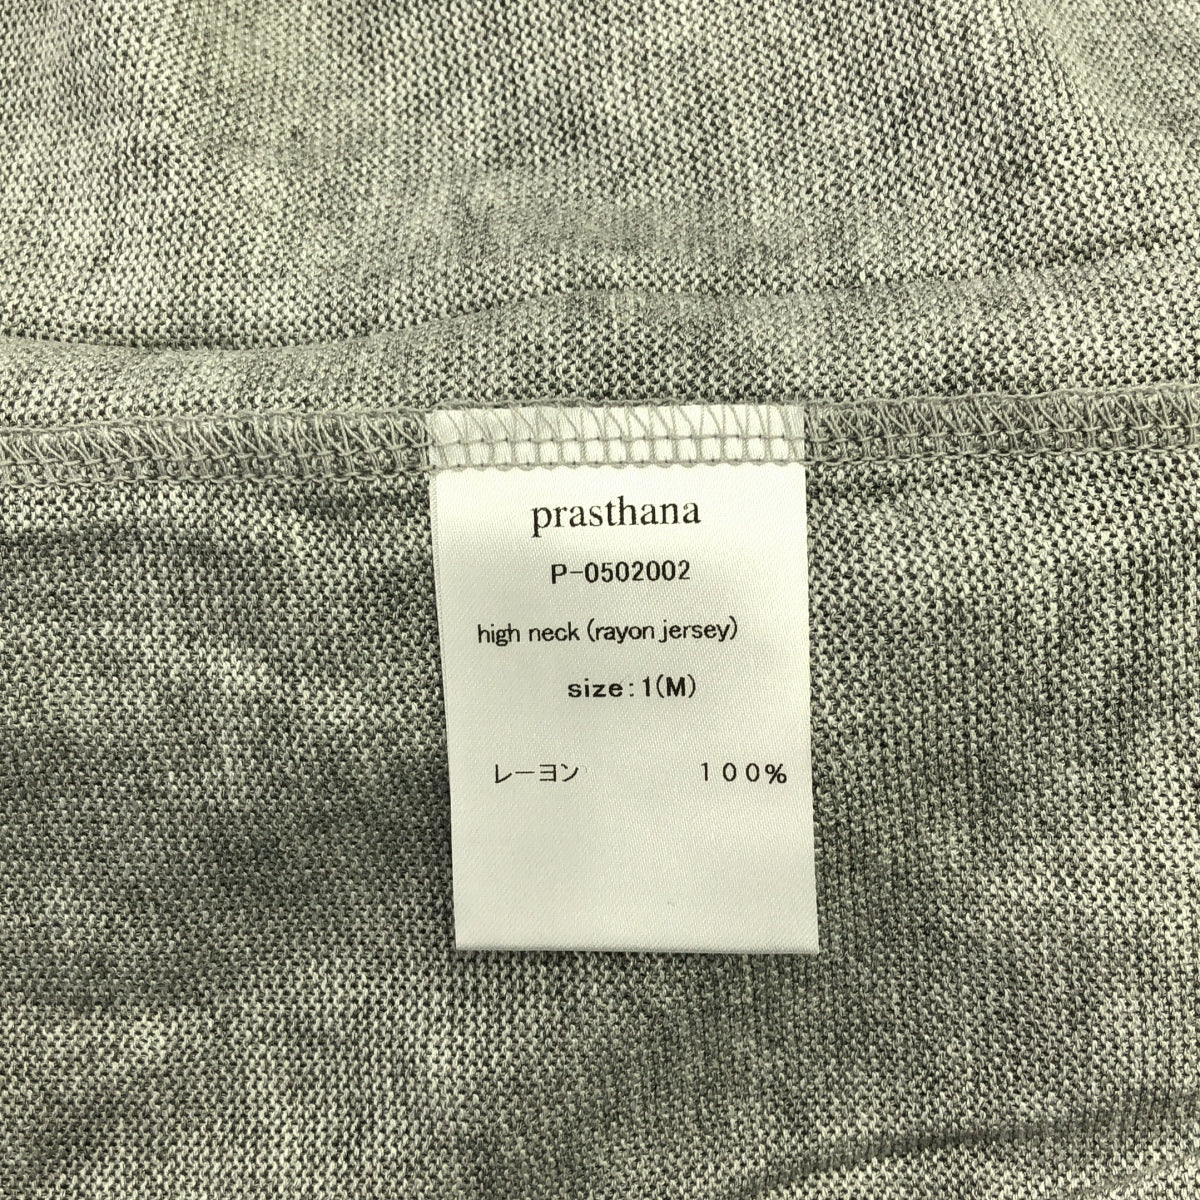 prasthana
P-0502002
high neck (rayon jersey)
size:1(M)
レーヨン 100%